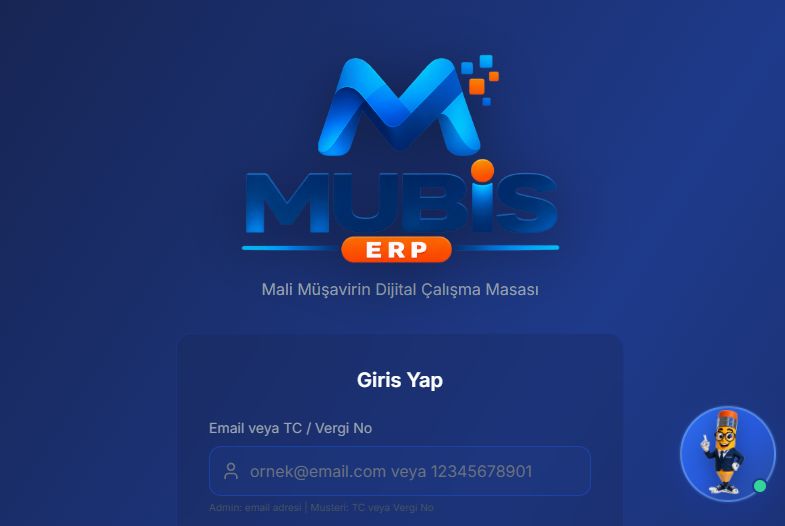 MUBiS
ERP
Mali Müşavirin Dijital Çalışma Masası
Giris Yap
Email veya TC / Vergi No
ornek@email.com veya 12345678901
Admin: email adresi | Musteri: TC veya Vergi No